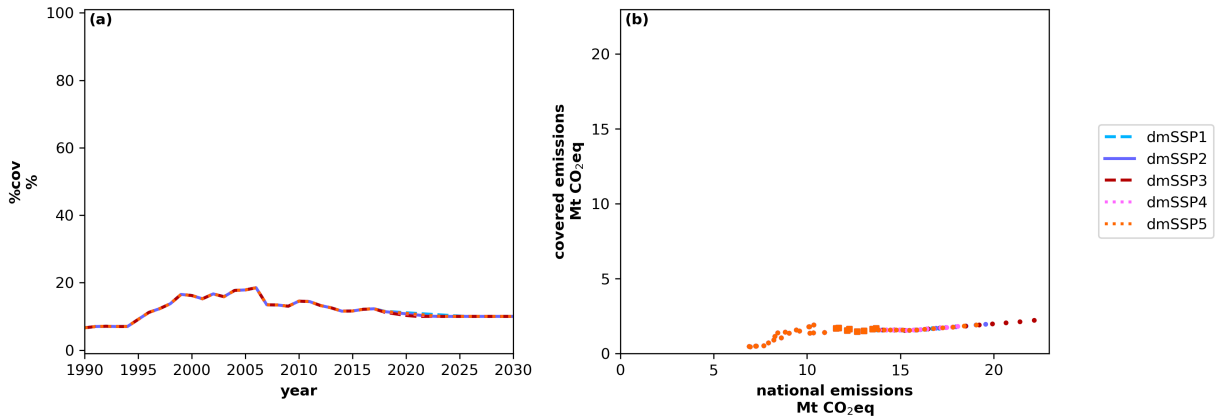 (a)
100
80
60
40
20
0
%cov
%
1990 1995 2000 2005 2010 2015 2020 2025 2030
year
(b)
20
15
10
5
0
covered emissions
Mt CO₂eq
0 5 10 15 20
national emissions
Mt CO₂eq
dmSSP1
dmSSP2
dmSSP3
dmSSP4
dmSSP5